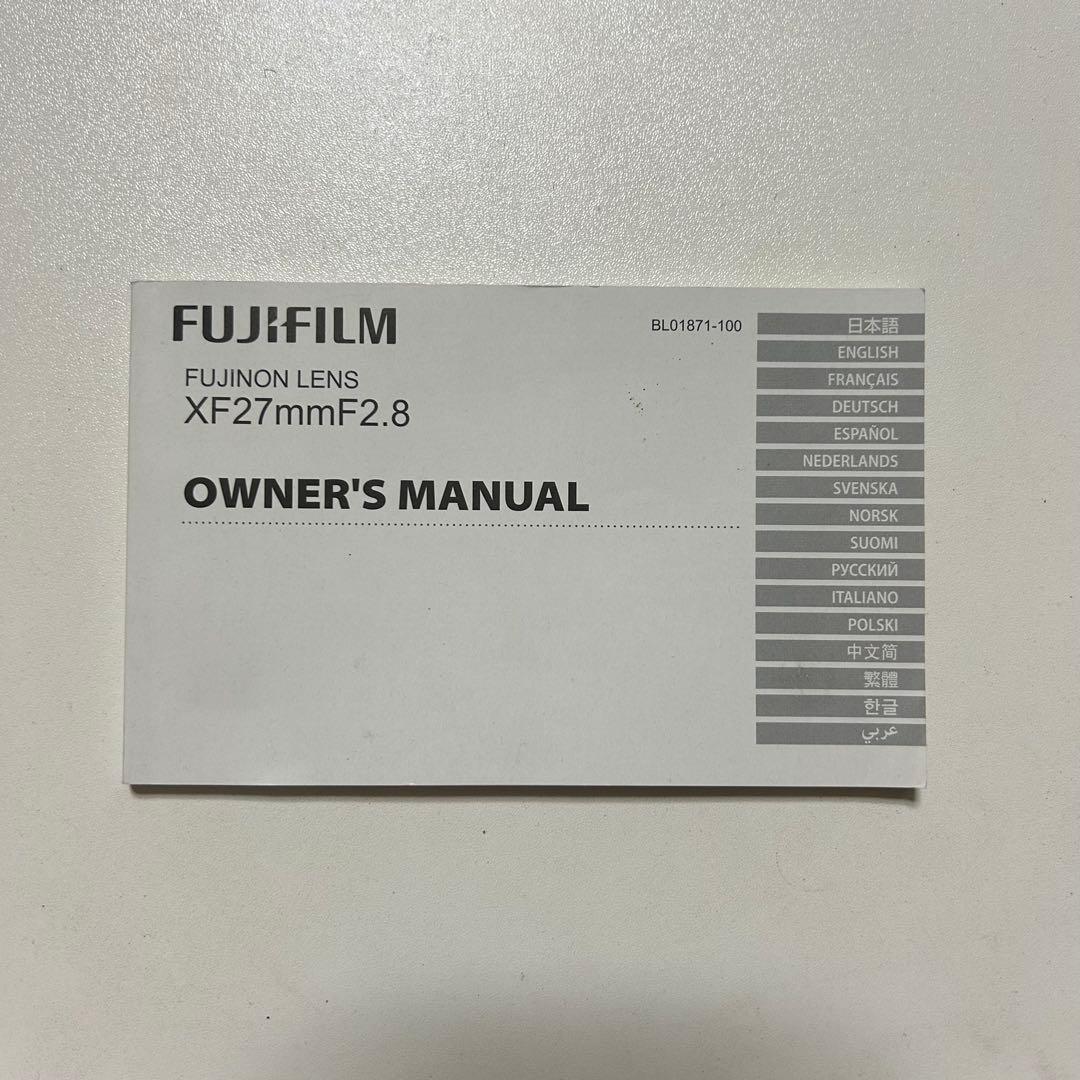 FUJIFILM
BL01871-100
FUJINON LENS
XF27mmF2.8
OWNER'S MANUAL
日本語
ENGLISH
FRANÇAIS
DEUTSCH
ESPAÑOL
NEDERLANDS
SVENSKA
NORSK
SUOMI
РУССКИЙ
ITALIANO
POLSKI
中文简
繁體
한글
عربي